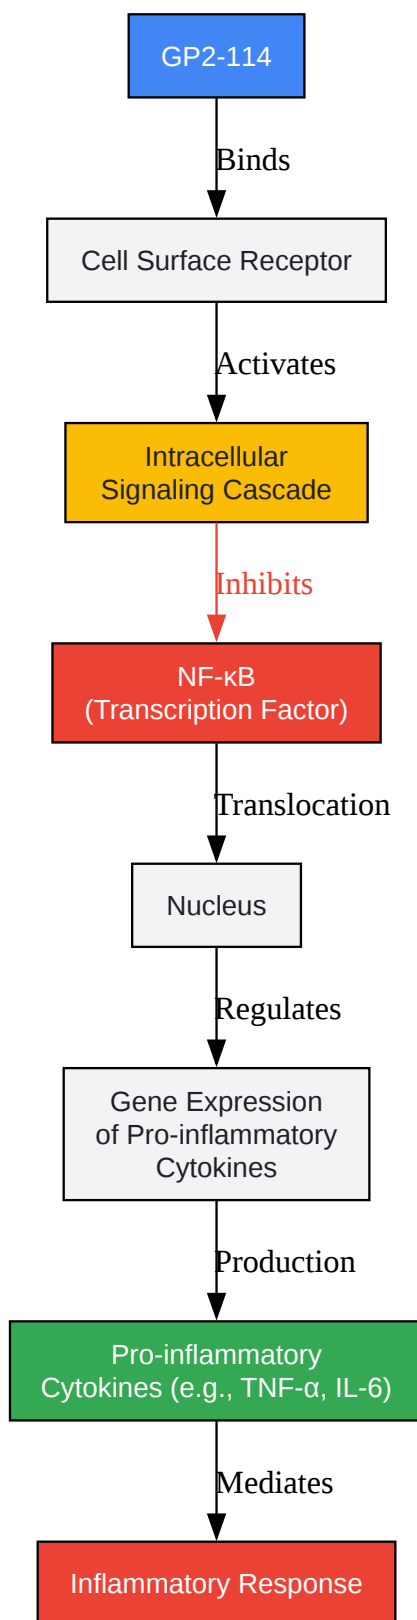 GP2-114
Binds
Cell Surface Receptor
Activates
Intracellular
Signaling Cascade
Inhibits
NF-κB
(Transcription Factor)
Translocation
Nucleus
Regulates
Gene Expression
of Pro-inflammatory
Cytokines
Production
Pro-inflammatory
Cytokines (e.g., TNF-α, IL-6)
Mediates
Inflammatory Response